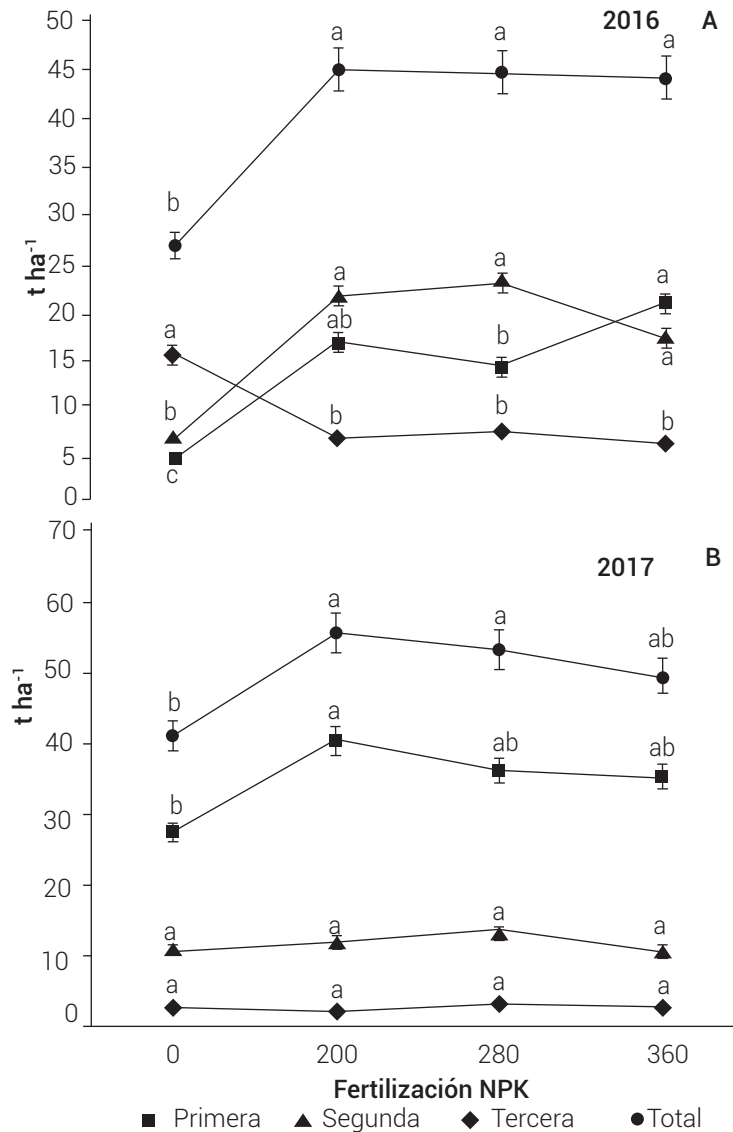 50
2016 A
a a a
45
40
35
b
30
25
a a a
20
a ab b
15
a
10
b b b b
5
c
0
t ha-1
70
2017 B
60
a a ab
50
b a
ab ab
40
b
30
20
a a a a
10
a a a a
0
t ha-1
0 200 280 360
Fertilización NPK
■ Primera ▲ Segunda ◆ Tercera ● Total